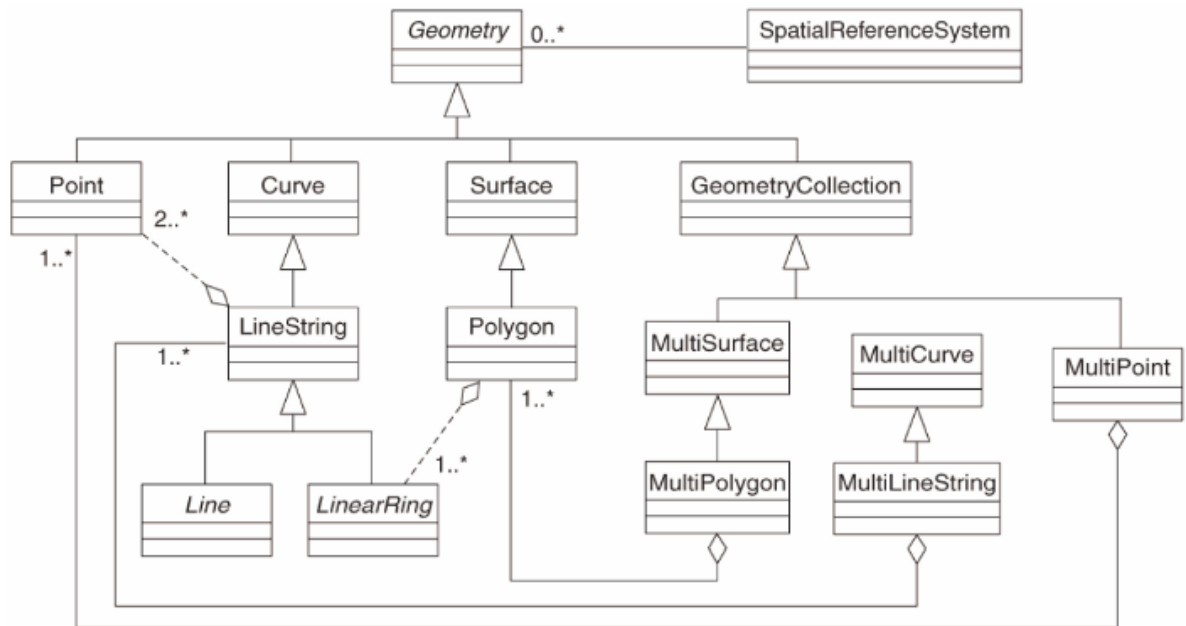 Geometry
0..*
SpatialReferenceSystem
Point
Curve
Surface
GeometryCollection
2..*
1..*
LineString
Polygon
MultiSurface
MultiCurve
MultiPoint
1..*
1..*
1..*
Line
LinearRing
MultiPolygon
MultiLineString